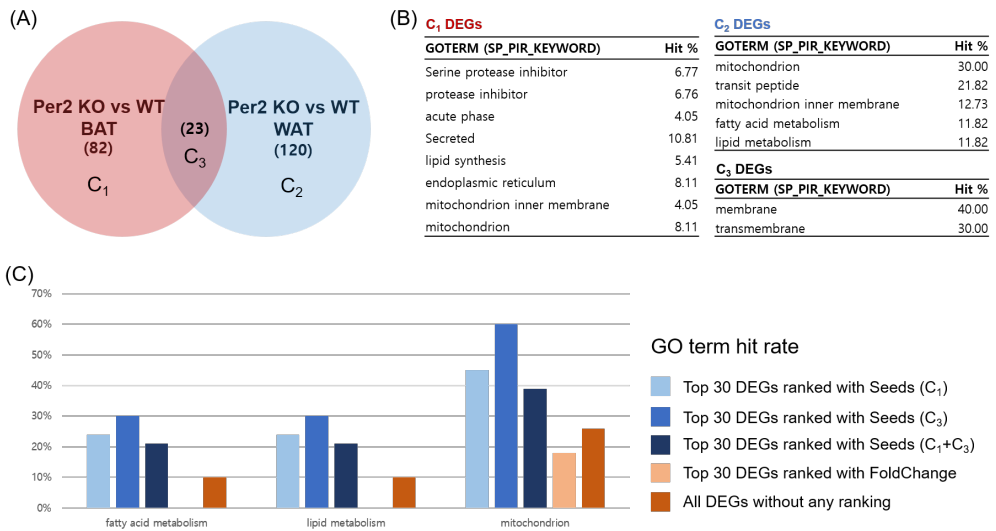 (A)
Per2 KO vs WT
BAT
(82)
C1
(23)
C3
Per2 KO vs WT
WAT
(120)
C2
(B)
C1 DEGs
GOTERM (SP_PIR_KEYWORD) Hit %
Serine protease inhibitor 6.77
protease inhibitor 6.76
acute phase 4.05
Secreted 10.81
lipid synthesis 5.41
endoplasmic reticulum 8.11
mitochondrion inner membrane 4.05
mitochondrion 8.11
C2 DEGs
GOTERM (SP_PIR_KEYWORD) Hit %
mitochondrion 30.00
transit peptide 21.82
mitochondrion inner membrane 12.73
fatty acid metabolism 11.82
lipid metabolism 11.82
C3 DEGs
GOTERM (SP_PIR_KEYWORD) Hit %
membrane 40.00
transmembrane 30.00
(C)
70%
60%
50%
40%
30%
20%
10%
0%
fatty acid metabolism
lipid metabolism
mitochondrion
GO term hit rate
Top 30 DEGs ranked with Seeds (C1)
Top 30 DEGs ranked with Seeds (C3)
Top 30 DEGs ranked with Seeds (C1+C3)
Top 30 DEGs ranked with FoldChange
All DEGs without any ranking